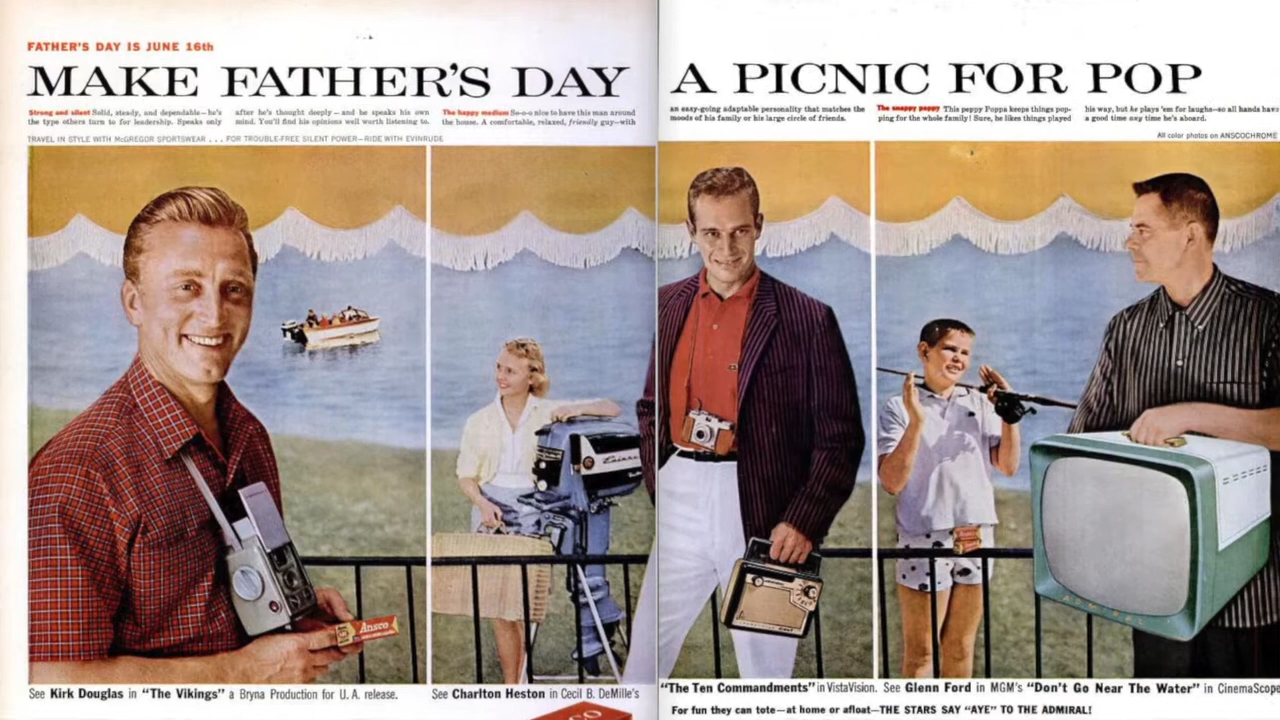 FATHER'S DAY IS JUNE 16th
MAKE FATHER'S DAY A PICNIC FOR POP
Strong and silent Solid, steady, and dependable—he's
the type others turn to for leadership. Speaks only
after he's thought deeply—and he speaks his own
mind. You'll find his opinions well worth listening to.
The happy medium So-o-o nice to have this man around
the house. A comfortable, relaxed, friendly guy—with
an easy-going adaptable personality that matches the
moods of his family or his large circle of friends.
The snappy pappy This peppy Poppa keeps things pop-
ping for the whole family! Sure, he likes things played
his way, but he plays 'em for laughs—so all hands have
a good time any time he's aboard.
TRAVEL IN STYLE WITH McGREGOR SPORTSWEAR . . . FOR TROUBLE-FREE SILENT POWER—RIDE WITH EVINRUDE
All color photos on ANSCOCHROME
Ansco
See Kirk Douglas in "The Vikings" a Bryna Production for U. A. release.
See Charlton Heston in Cecil B. DeMille's
"The Ten Commandments" in VistaVision. See Glenn Ford in MGM's "Don't Go Near The Water" in CinemaScope
For fun they can tote—at home or afloat—THE STARS SAY "AYE" TO THE ADMIRAL!